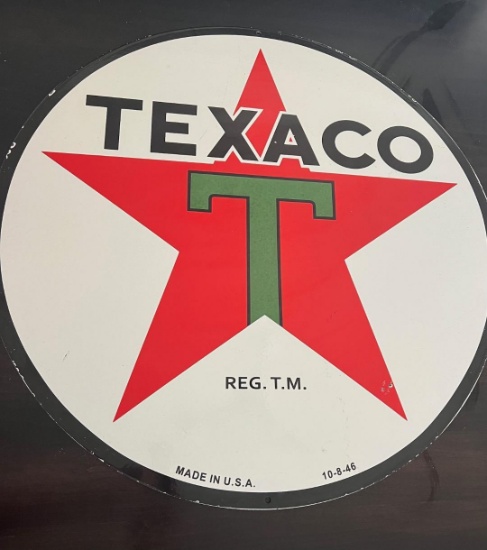 TEXACO
T
REG. T.M.
MADE IN U.S.A. 10-8-46